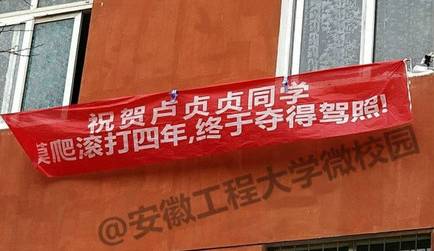 祝贺卢贞贞同学
摸爬滚打四年,终于夺得驾照!
@安徽工程大学微校园